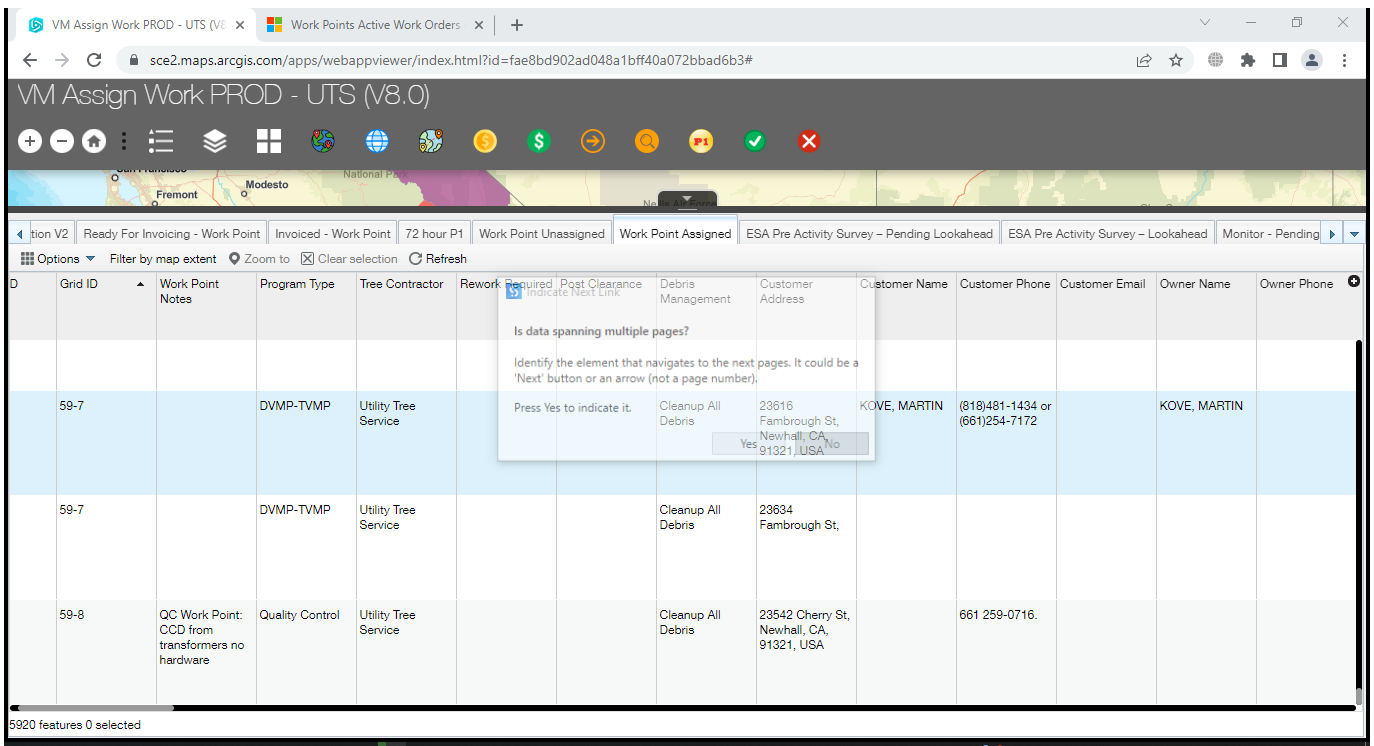 VM Assign Work PROD - UTS (V8
Work Points Active Work Orders
sce2.maps.arcgis.com/apps/webappviewer/index.html?id=fae8bd902ad048a1bff40a072bbad6b3#
VM Assign Work PROD - UTS (V8.0)
P1
San Francisco
Fremont
Modesto
National Park
Nellis Air Force
tion V2
Ready For Invoicing - Work Point
Invoiced - Work Point
72 hour P1
Work Point Unassigned
Work Point Assigned
ESA Pre Activity Survey – Pending Lookahead
ESA Pre Activity Survey – Lookahead
Monitor - Pending
Options Filter by map extent Zoom to Clear selection Refresh
D Grid ID Work Point Notes Program Type Tree Contractor Rework Required Post Clearance Debris Management Customer Address Customer Name Customer Phone Customer Email Owner Name Owner Phone
Indicate Next Link
Is data spanning multiple pages?
Identify the element that navigates to the next pages. It could be a
'Next' button or an arrow (not a page number).
Press Yes to indicate it.
Yes No
59-7 DVMP-TVMP Utility Tree Service Cleanup All Debris 23616 Fambrough St, Newhall, CA, 91321, USA KOVE, MARTIN (818)481-1434 or (661)254-7172 KOVE, MARTIN
59-7 DVMP-TVMP Utility Tree Service Cleanup All Debris 23634 Fambrough St,
59-8 QC Work Point: CCD from transformers no hardware Quality Control Utility Tree Service Cleanup All Debris 23542 Cherry St, Newhall, CA, 91321, USA 661 259-0716.
5920 features 0 selected